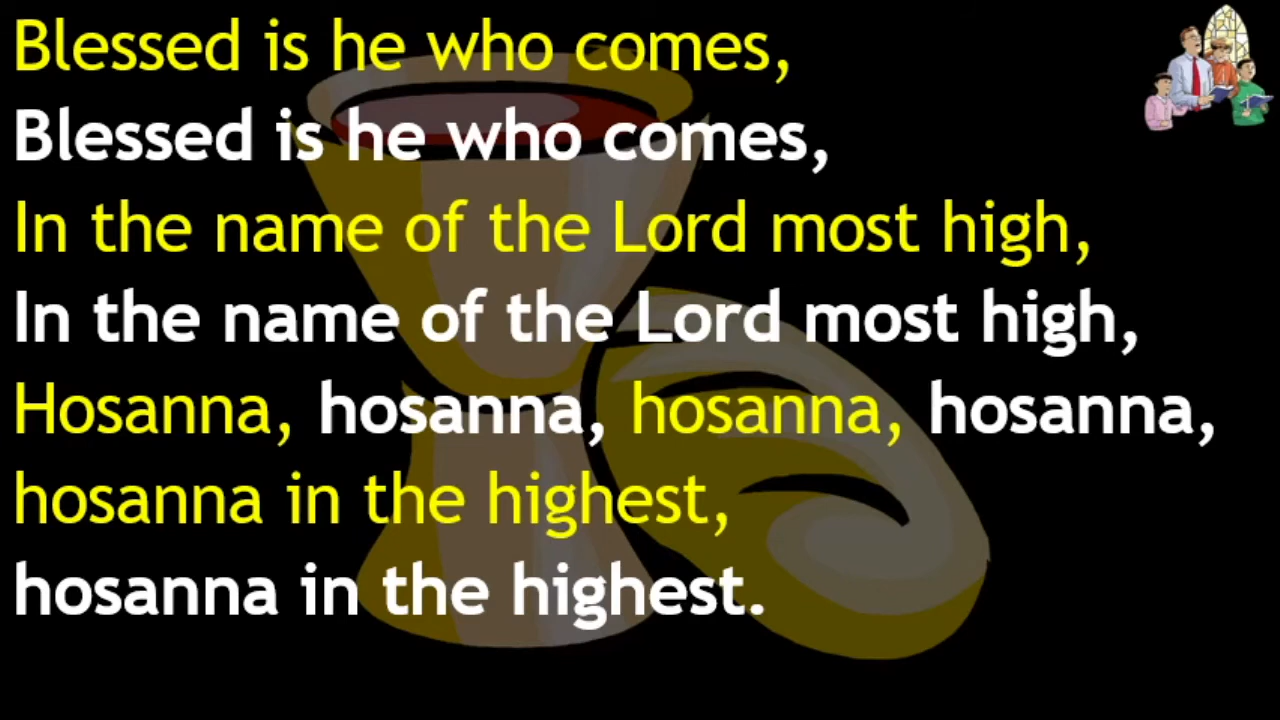 Blessed is he who comes,
Blessed is he who comes,
In the name of the Lord most high,
In the name of the Lord most high,
Hosanna, hosanna, hosanna, hosanna,
hosanna in the highest,
hosanna in the highest.